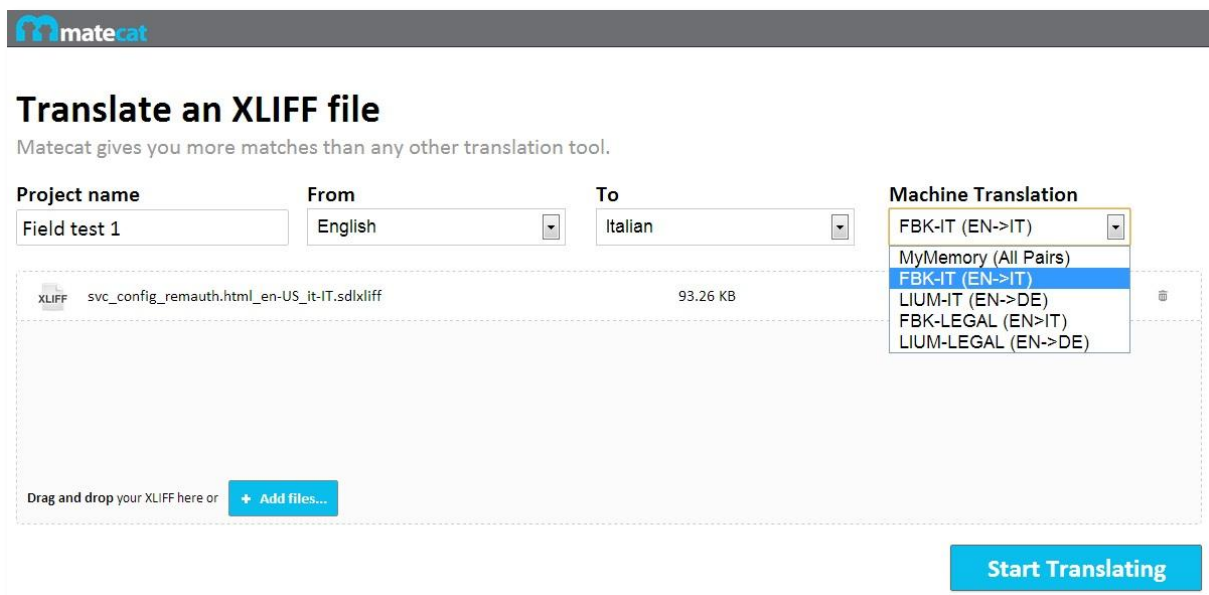 matecat
Translate an XLIFF file
Matecat gives you more matches than any other translation tool.
Project name From To Machine Translation
Field test 1 English Italian FBK-IT (EN->IT)
MyMemory (All Pairs)
FBK-IT (EN->IT)
LIUM-IT (EN->DE)
FBK-LEGAL (EN>IT)
LIUM-LEGAL (EN->DE)
XLIFF svc_config_remauth.html_en-US_it-IT.sdlxliff 93.26 KB
Drag and drop your XLIFF here or + Add files...
Start Translating